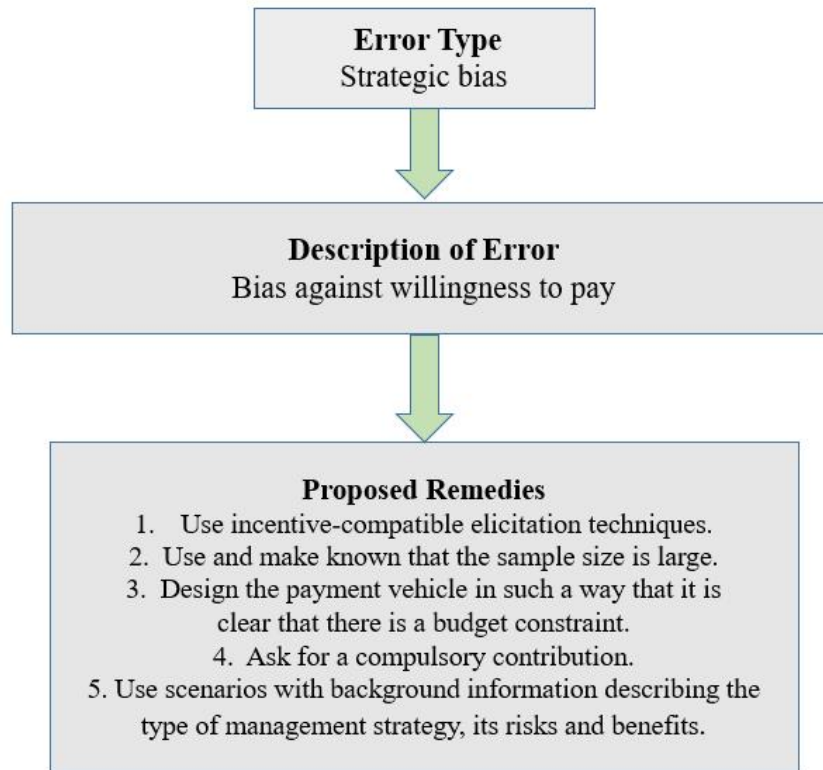 Error Type
Strategic bias
Description of Error
Bias against willingness to pay
Proposed Remedies
1. Use incentive-compatible elicitation techniques.
2. Use and make known that the sample size is large.
3. Design the payment vehicle in such a way that it is
clear that there is a budget constraint.
4. Ask for a compulsory contribution.
5. Use scenarios with background information describing the
type of management strategy, its risks and benefits.